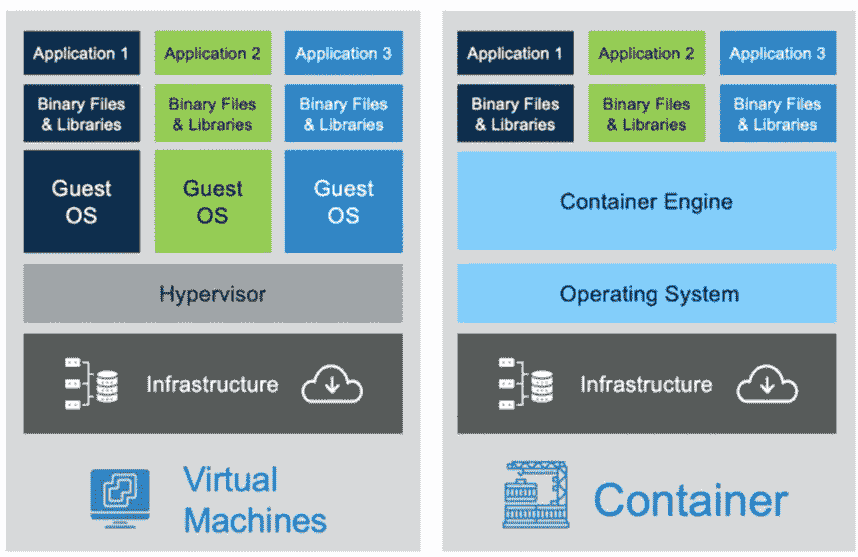 Application 1
Application 2
Application 3
Binary Files
& Libraries
Binary Files
& Libraries
Binary Files
& Libraries
Guest
OS
Guest
OS
Guest
OS
Hypervisor
Infrastructure
Virtual
Machines
Application 1
Application 2
Application 3
Binary Files
& Libraries
Binary Files
& Libraries
Binary Files
& Libraries
Container Engine
Operating System
Infrastructure
Container